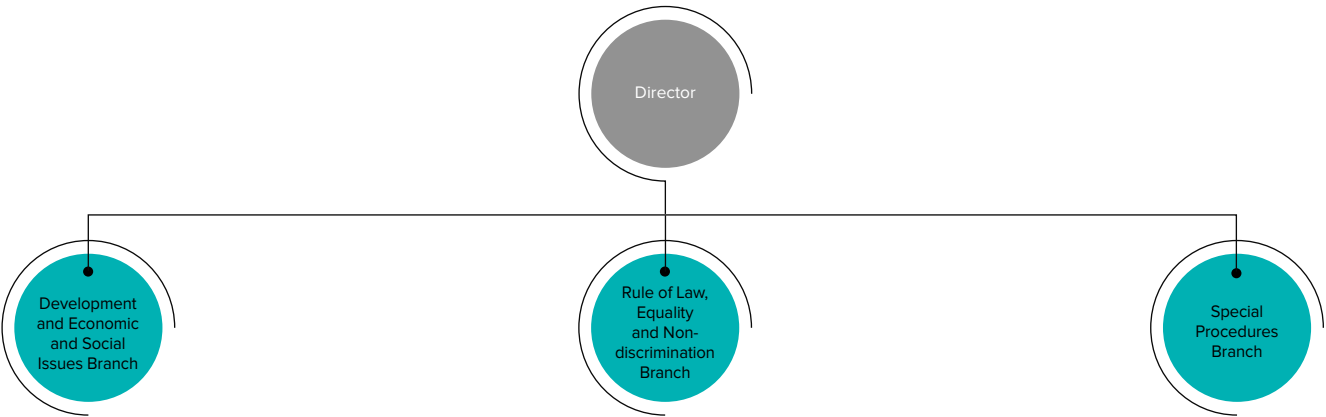 Director
Development
and Economic
and Social
Issues Branch
Rule of Law,
Equality
and Non-
discrimination
Branch
Special
Procedures
Branch